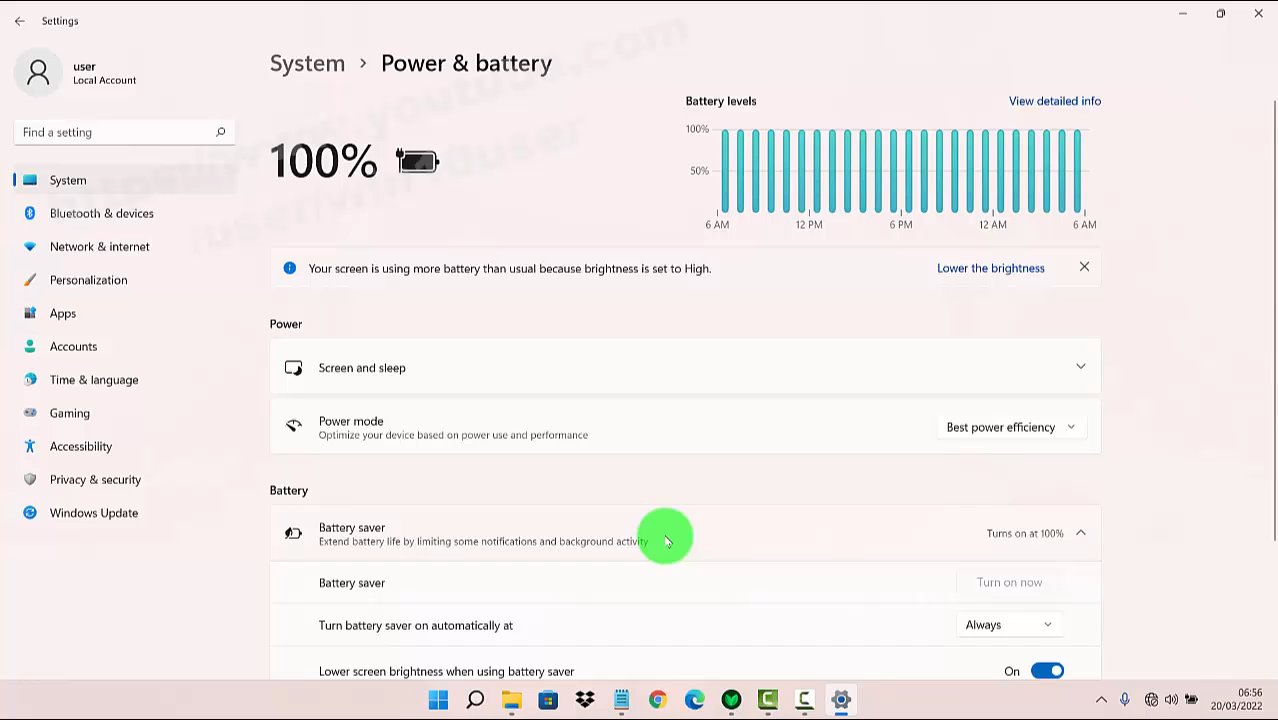 Settings
user
Local Account
Find a setting
System
Bluetooth & devices
Network & internet
Personalization
Apps
Accounts
Time & language
Gaming
Accessibility
Privacy & security
Windows Update
System > Power & battery
100%
Battery levels
View detailed info
100%
50%
6 AM
12 PM
6 PM
12 AM
6 AM
Your screen is using more battery than usual because brightness is set to High.
Lower the brightness
Power
Screen and sleep
Power mode
Optimize your device based on power use and performance
Best power efficiency
Battery
Battery saver
Extend battery life by limiting some notifications and background activity
Turns on at 100%
Battery saver
Turn on now
Turn battery saver on automatically at
Always
Lower screen brightness when using battery saver
On
06:56
20/03/2022